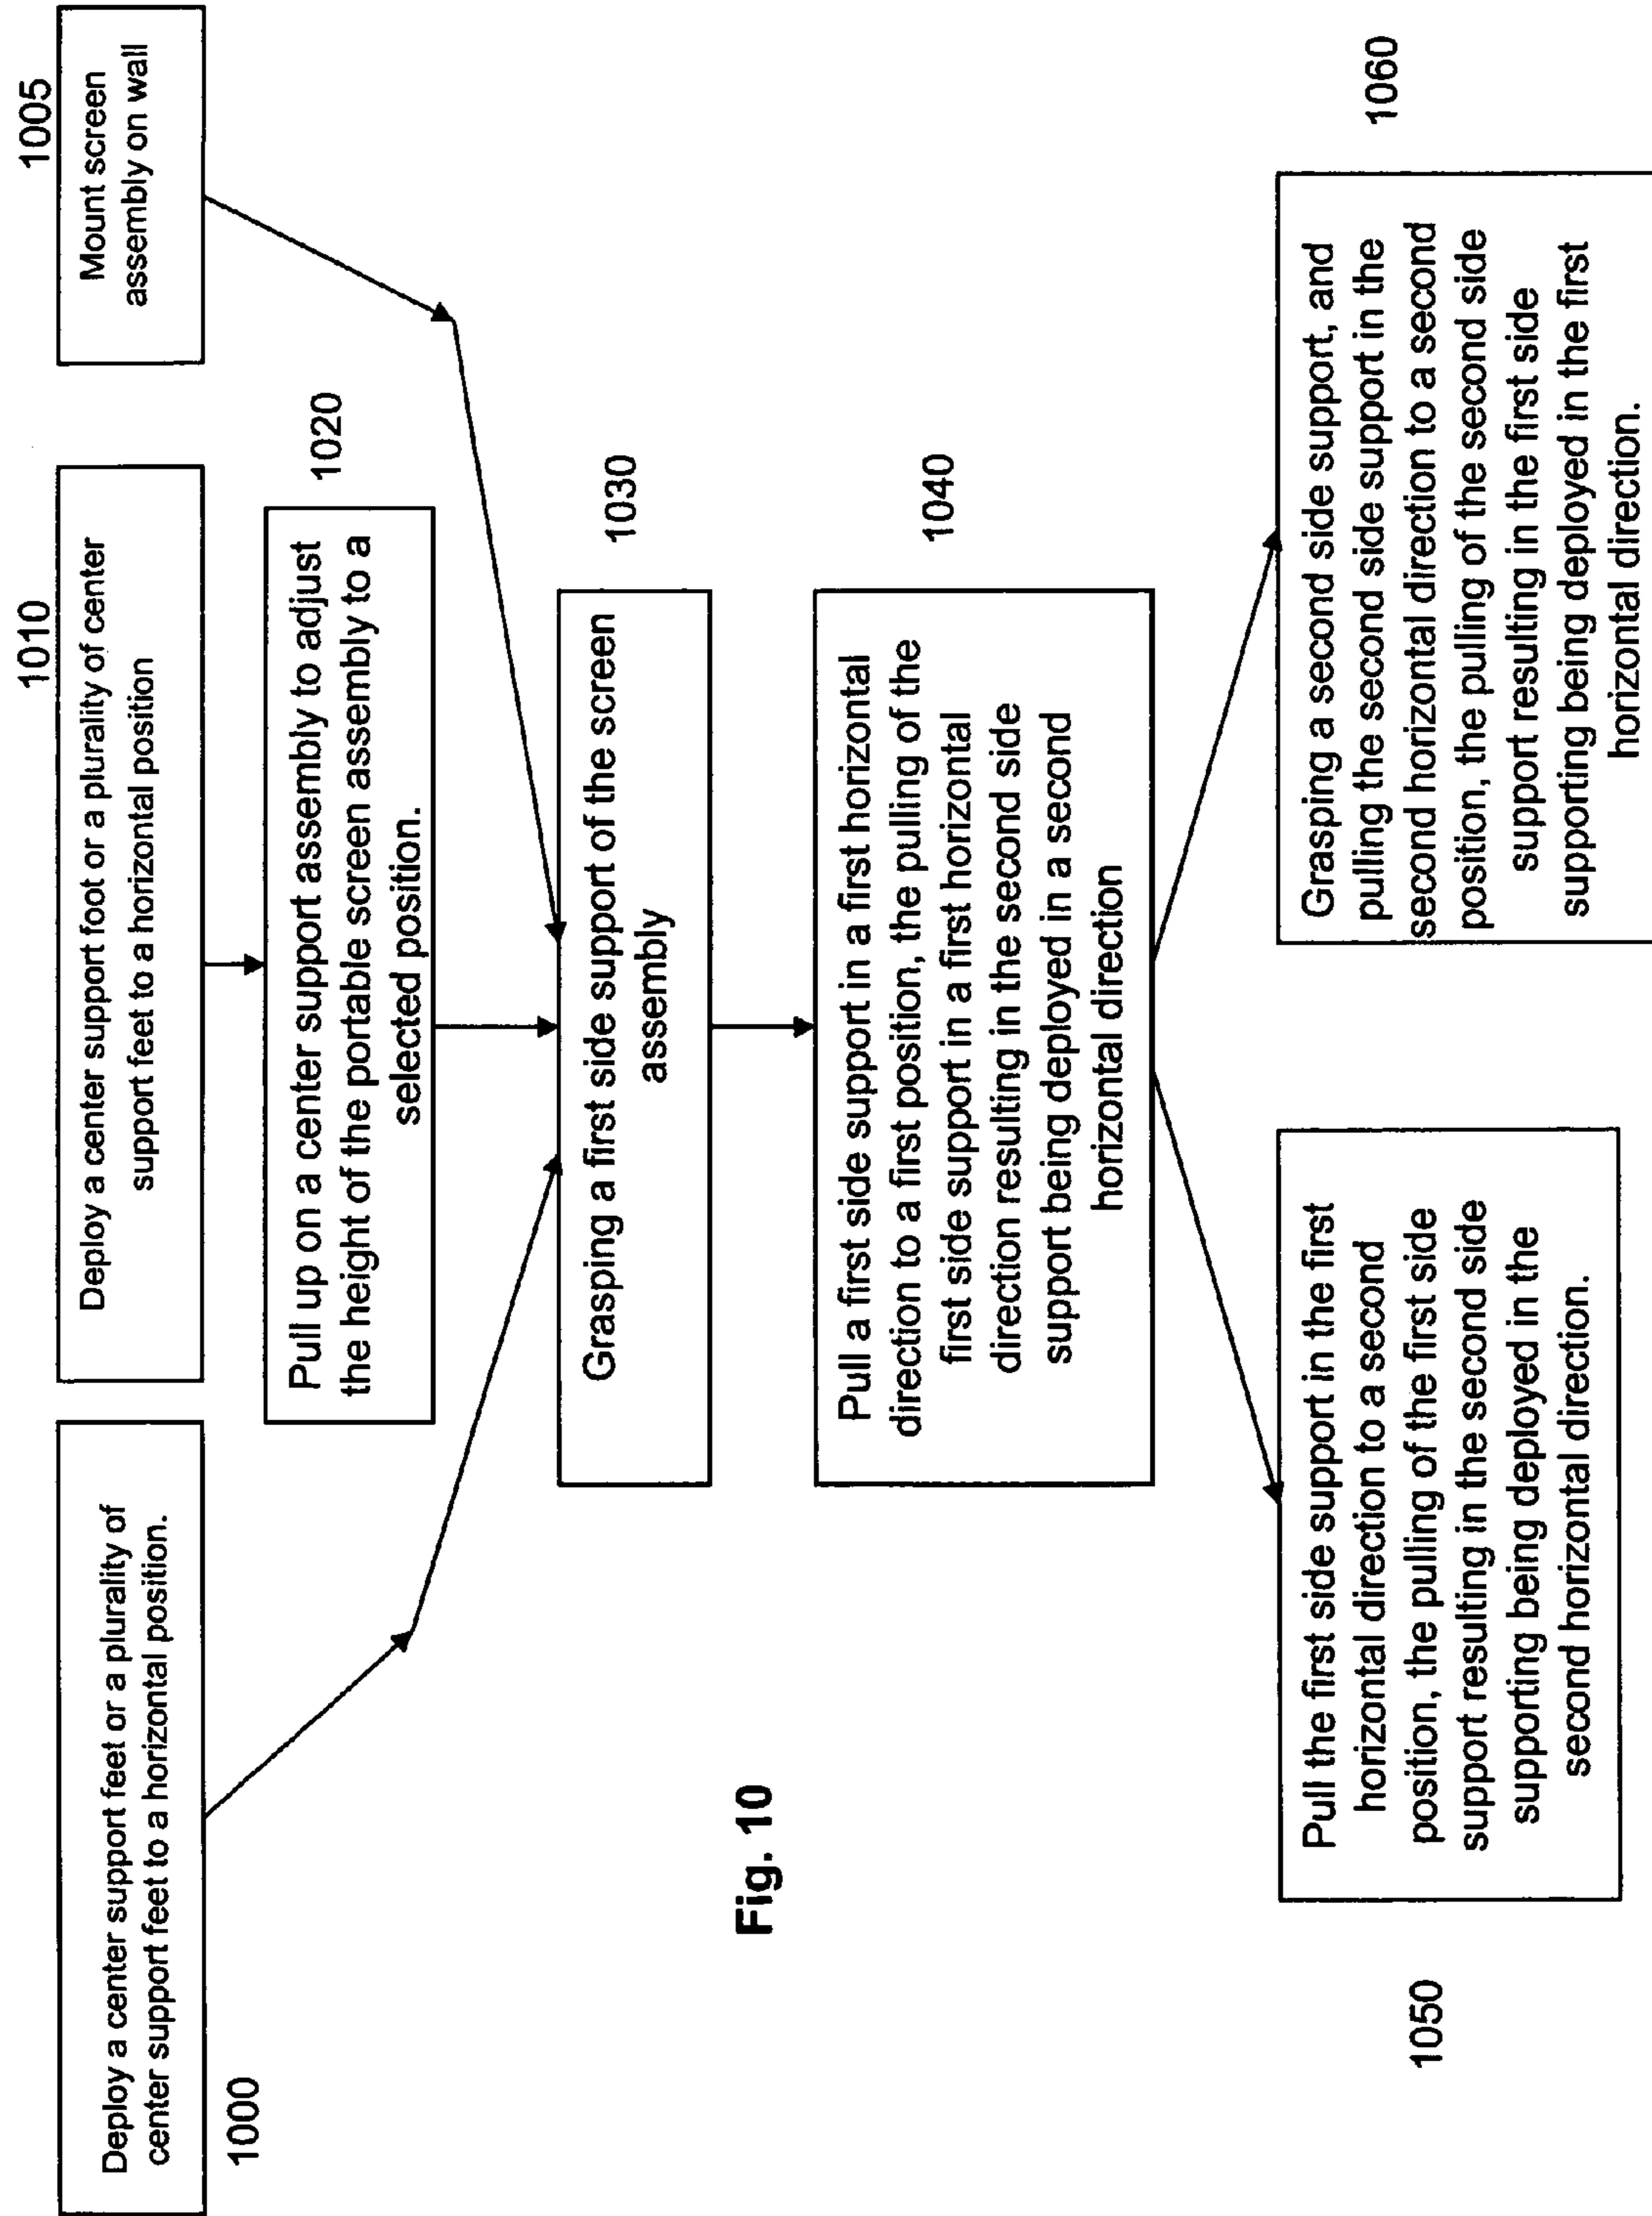 1010
1005
Deploy a center support feet or a plurality of
center support feet to a horizontal position.
1000
Deploy a center support foot or a plurality of center
support feet to a horizontal position
Mount screen
assembly on wall
Pull up on a center support assembly to adjust
the height of the portable screen assembly to a
selected position.
1020
Grasping a first side support of the screen
assembly
1030
Fig. 10
Pull a first side support in a first horizontal
direction to a first position, the pulling of the
first side support in a first horizontal
direction resulting in the second side
support being deployed in a second
horizontal direction
1040
1050
Pull the first side support in the first
horizontal direction to a second
position, the pulling of the first side
support resulting in the second side
supporting being deployed in the
second horizontal direction.
Grasping a second side support, and
pulling the second side support in the
second horizontal direction to a second
position, the pulling of the second side
support resulting in the first side
supporting being deployed in the first
horizontal direction.
1060